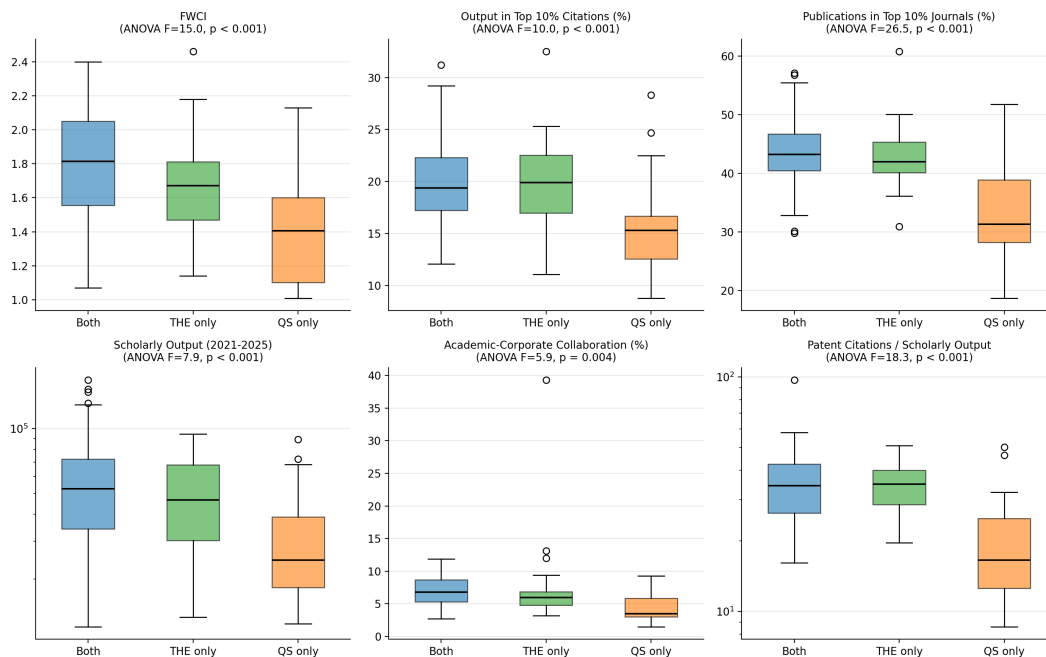 FWCI
(ANOVA F=15.0, p < 0.001)
2.4
2.2
2.0
1.8
1.6
1.4
1.2
1.0
Both
THE only
QS only
Output in Top 10% Citations (%)
(ANOVA F=10.0, p < 0.001)
30
25
20
15
10
Both
THE only
QS only
Publications in Top 10% Journals (%)
(ANOVA F=26.5, p < 0.001)
60
50
40
30
20
Both
THE only
QS only
Scholarly Output (2021-2025)
(ANOVA F=7.9, p < 0.001)
10⁵
Both
THE only
QS only
Academic-Corporate Collaboration (%)
(ANOVA F=5.9, p = 0.004)
40
35
30
25
20
15
10
5
0
Both
THE only
QS only
Patent Citations / Scholarly Output
(ANOVA F=18.3, p < 0.001)
10²
10¹
Both
THE only
QS only